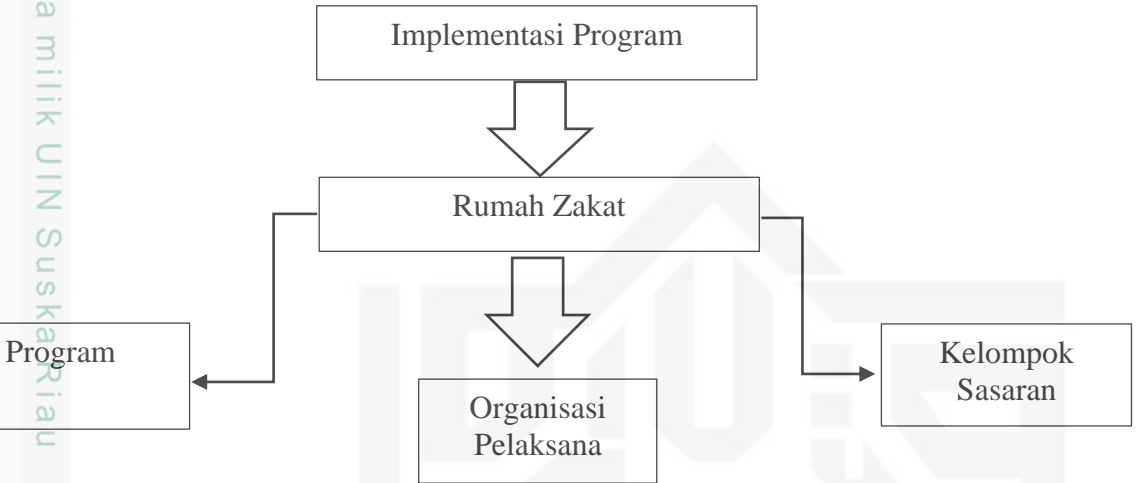 Implementasi Program
Rumah Zakat
Program
Kelompok
Sasaran
Organisasi
Pelaksana
a milik UIN Suska Riau